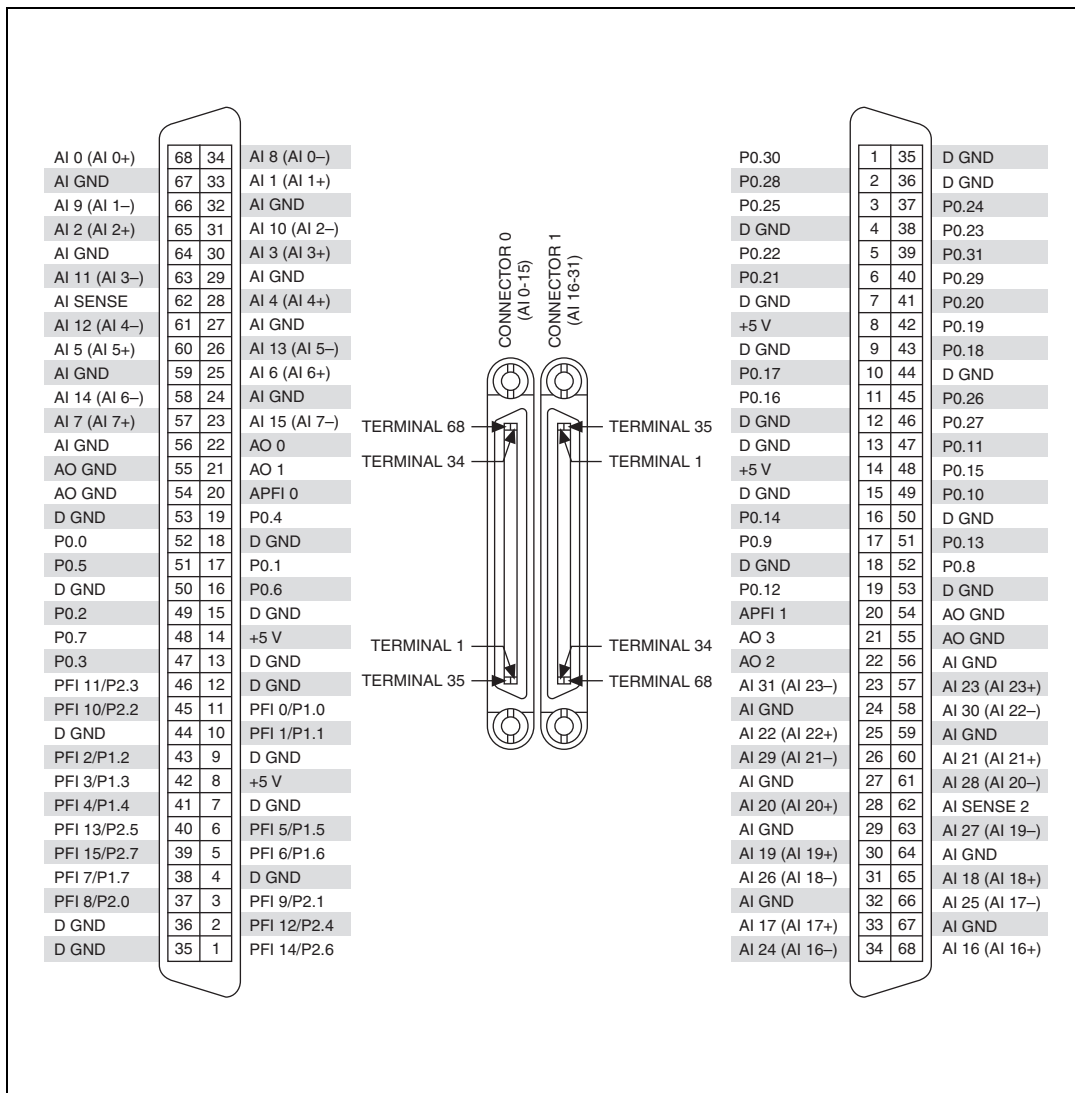 AI 0 (AI 0+) 68 34 AI 8 (AI 0–)
AI GND 67 33 AI 1 (AI 1+)
AI 9 (AI 1–) 66 32 AI GND
AI 2 (AI 2+) 65 31 AI 10 (AI 2–)
AI GND 64 30 AI 3 (AI 3+)
AI 11 (AI 3–) 63 29 AI GND
AI SENSE 62 28 AI 4 (AI 4+)
AI 12 (AI 4–) 61 27 AI GND
AI 5 (AI 5+) 60 26 AI 13 (AI 5–)
AI GND 59 25 AI 6 (AI 6+)
AI 14 (AI 6–) 58 24 AI GND
AI 7 (AI 7+) 57 23 AI 15 (AI 7–)
AI GND 56 22 AO 0
AO GND 55 21 AO 1
AO GND 54 20 APFI 0
D GND 53 19 P0.4
P0.0 52 18 D GND
P0.5 51 17 P0.1
D GND 50 16 P0.6
P0.2 49 15 D GND
P0.7 48 14 +5 V
P0.3 47 13 D GND
PFI 11/P2.3 46 12 D GND
PFI 10/P2.2 45 11 PFI 0/P1.0
D GND 44 10 PFI 1/P1.1
PFI 2/P1.2 43 9 D GND
PFI 3/P1.3 42 8 +5 V
PFI 4/P1.4 41 7 D GND
PFI 13/P2.5 40 6 PFI 5/P1.5
PFI 15/P2.7 39 5 PFI 6/P1.6
PFI 7/P1.7 38 4 D GND
PFI 8/P2.0 37 3 PFI 9/P2.1
D GND 36 2 PFI 12/P2.4
D GND 35 1 PFI 14/P2.6
CONNECTOR 0
(AI 0-15)
CONNECTOR 1
(AI 16-31)
TERMINAL 68
TERMINAL 34
TERMINAL 35
TERMINAL 1
TERMINAL 1
TERMINAL 35
TERMINAL 34
TERMINAL 68
P0.30 1 35 D GND
P0.28 2 36 D GND
P0.25 3 37 P0.24
D GND 4 38 P0.23
P0.22 5 39 P0.31
P0.21 6 40 P0.29
D GND 7 41 P0.20
+5 V 8 42 P0.19
D GND 9 43 P0.18
P0.17 10 44 D GND
P0.16 11 45 P0.26
D GND 12 46 P0.27
D GND 13 47 P0.11
+5 V 14 48 P0.15
D GND 15 49 P0.10
P0.14 16 50 D GND
P0.9 17 51 P0.13
D GND 18 52 P0.8
P0.12 19 53 D GND
APFI 1 20 54 AO GND
AO 3 21 55 AO GND
AO 2 22 56 AI GND
AI 31 (AI 23–) 23 57 AI 23 (AI 23+)
AI GND 24 58 AI 30 (AI 22–)
AI 22 (AI 22+) 25 59 AI GND
AI 29 (AI 21–) 26 60 AI 21 (AI 21+)
AI GND 27 61 AI 28 (AI 20–)
AI 20 (AI 20+) 28 62 AI SENSE 2
AI GND 29 63 AI 27 (AI 19–)
AI 19 (AI 19+) 30 64 AI GND
AI 26 (AI 18–) 31 65 AI 18 (AI 18+)
AI GND 32 66 AI 25 (AI 17–)
AI 17 (AI 17+) 33 67 AI GND
AI 24 (AI 16–) 34 68 AI 16 (AI 16+)